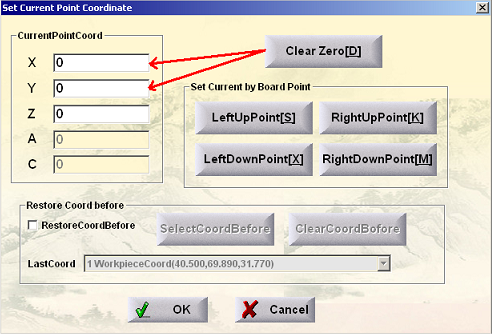 Set Current Point Coordinate
CurrentPointCoord
X 0
Y 0
Z 0
A 0
C 0
Clear Zero[D]
Set Current by Board Point
LeftUpPoint[S] RightUpPoint[K]
LeftDownPoint[X] RightDownPoint[M]
Restore Coord before
RestoreCoordBefore SelectCoordBefore ClearCoordBofore
LastCoord 1 WorkpieceCoord(40.500,69.890,31.770)
OK Cancel